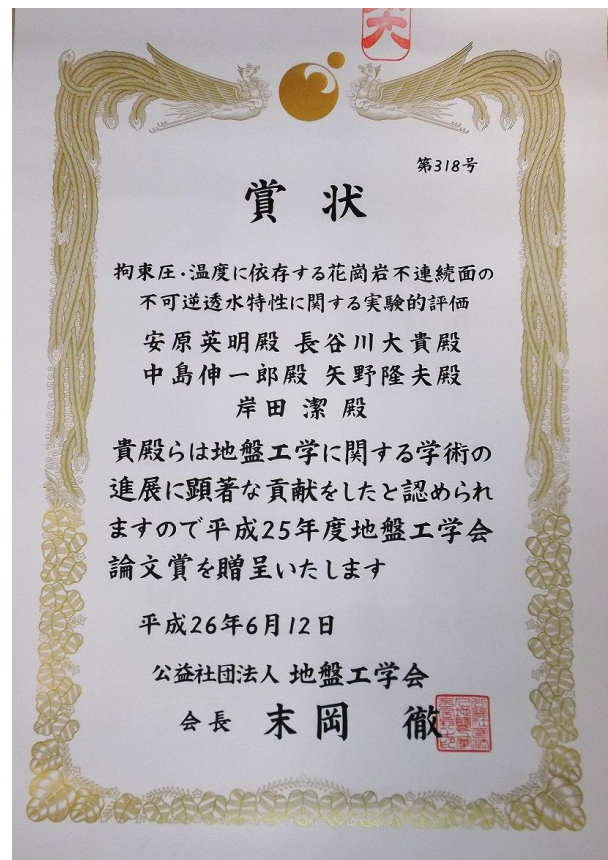 第318号
賞状
拘束圧・温度に依存する花崗岩不連続面の
不可逆透水特性に関する実験的評価
安原英明殿 長谷川大貴殿
中島伸一郎殿 矢野隆夫殿
岸田 潔 殿
貴殿らは地盤工学に関する学術の
進展に顕著な貢献をしたと認められ
ますので平成25年度地盤工学会
論文賞を贈呈いたします
平成26年6月12日
公益社団法人 地盤工学会
会長 末岡 徹